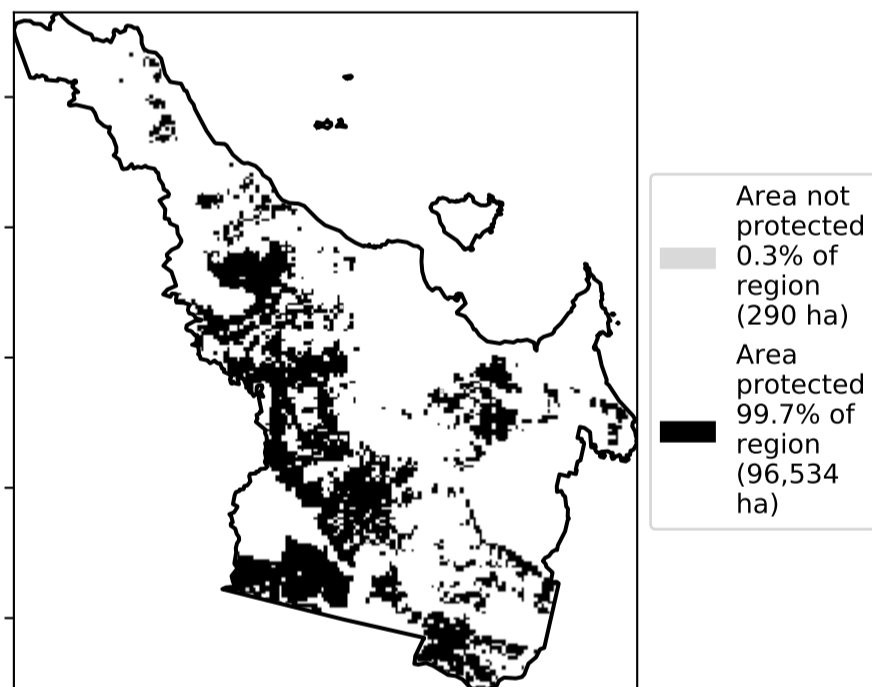 Area not
protected
0.3% of
region
(290 ha)
Area
protected
99.7% of
region
(96,534
ha)